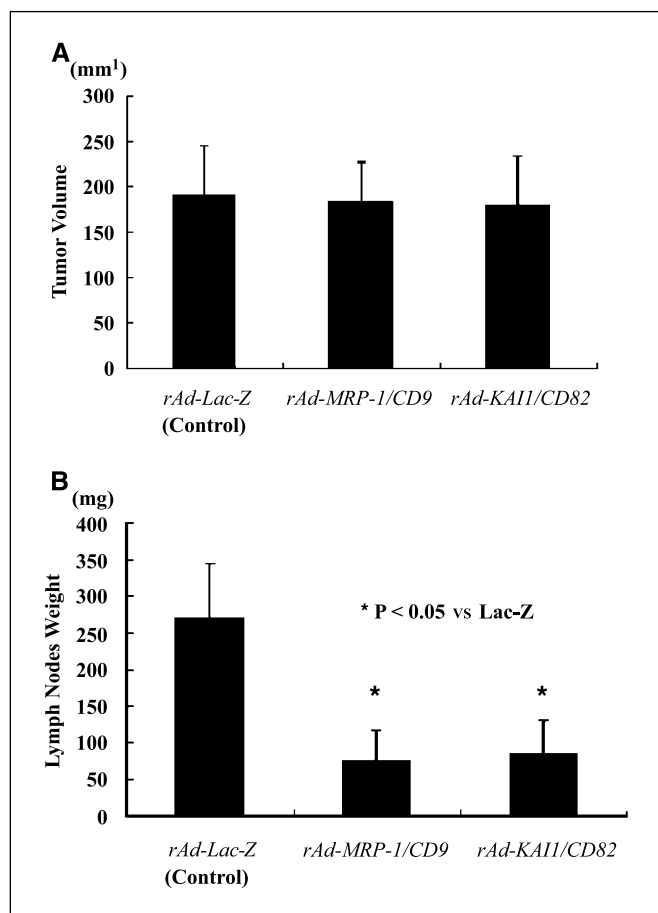 A
(mm¹)
Tumor Volume
300
250
200
150
100
50
0
rAd-Lac-Z
(Control)
rAd-MRP-1/CD9
rAd-KAI1/CD82
B
(mg)
Lymph Nodes Weight
400
350
300
250
200
150
100
50
0
* P < 0.05 vs Lac-Z
*
*
rAd-Lac-Z
(Control)
rAd-MRP-1/CD9
rAd-KAI1/CD82